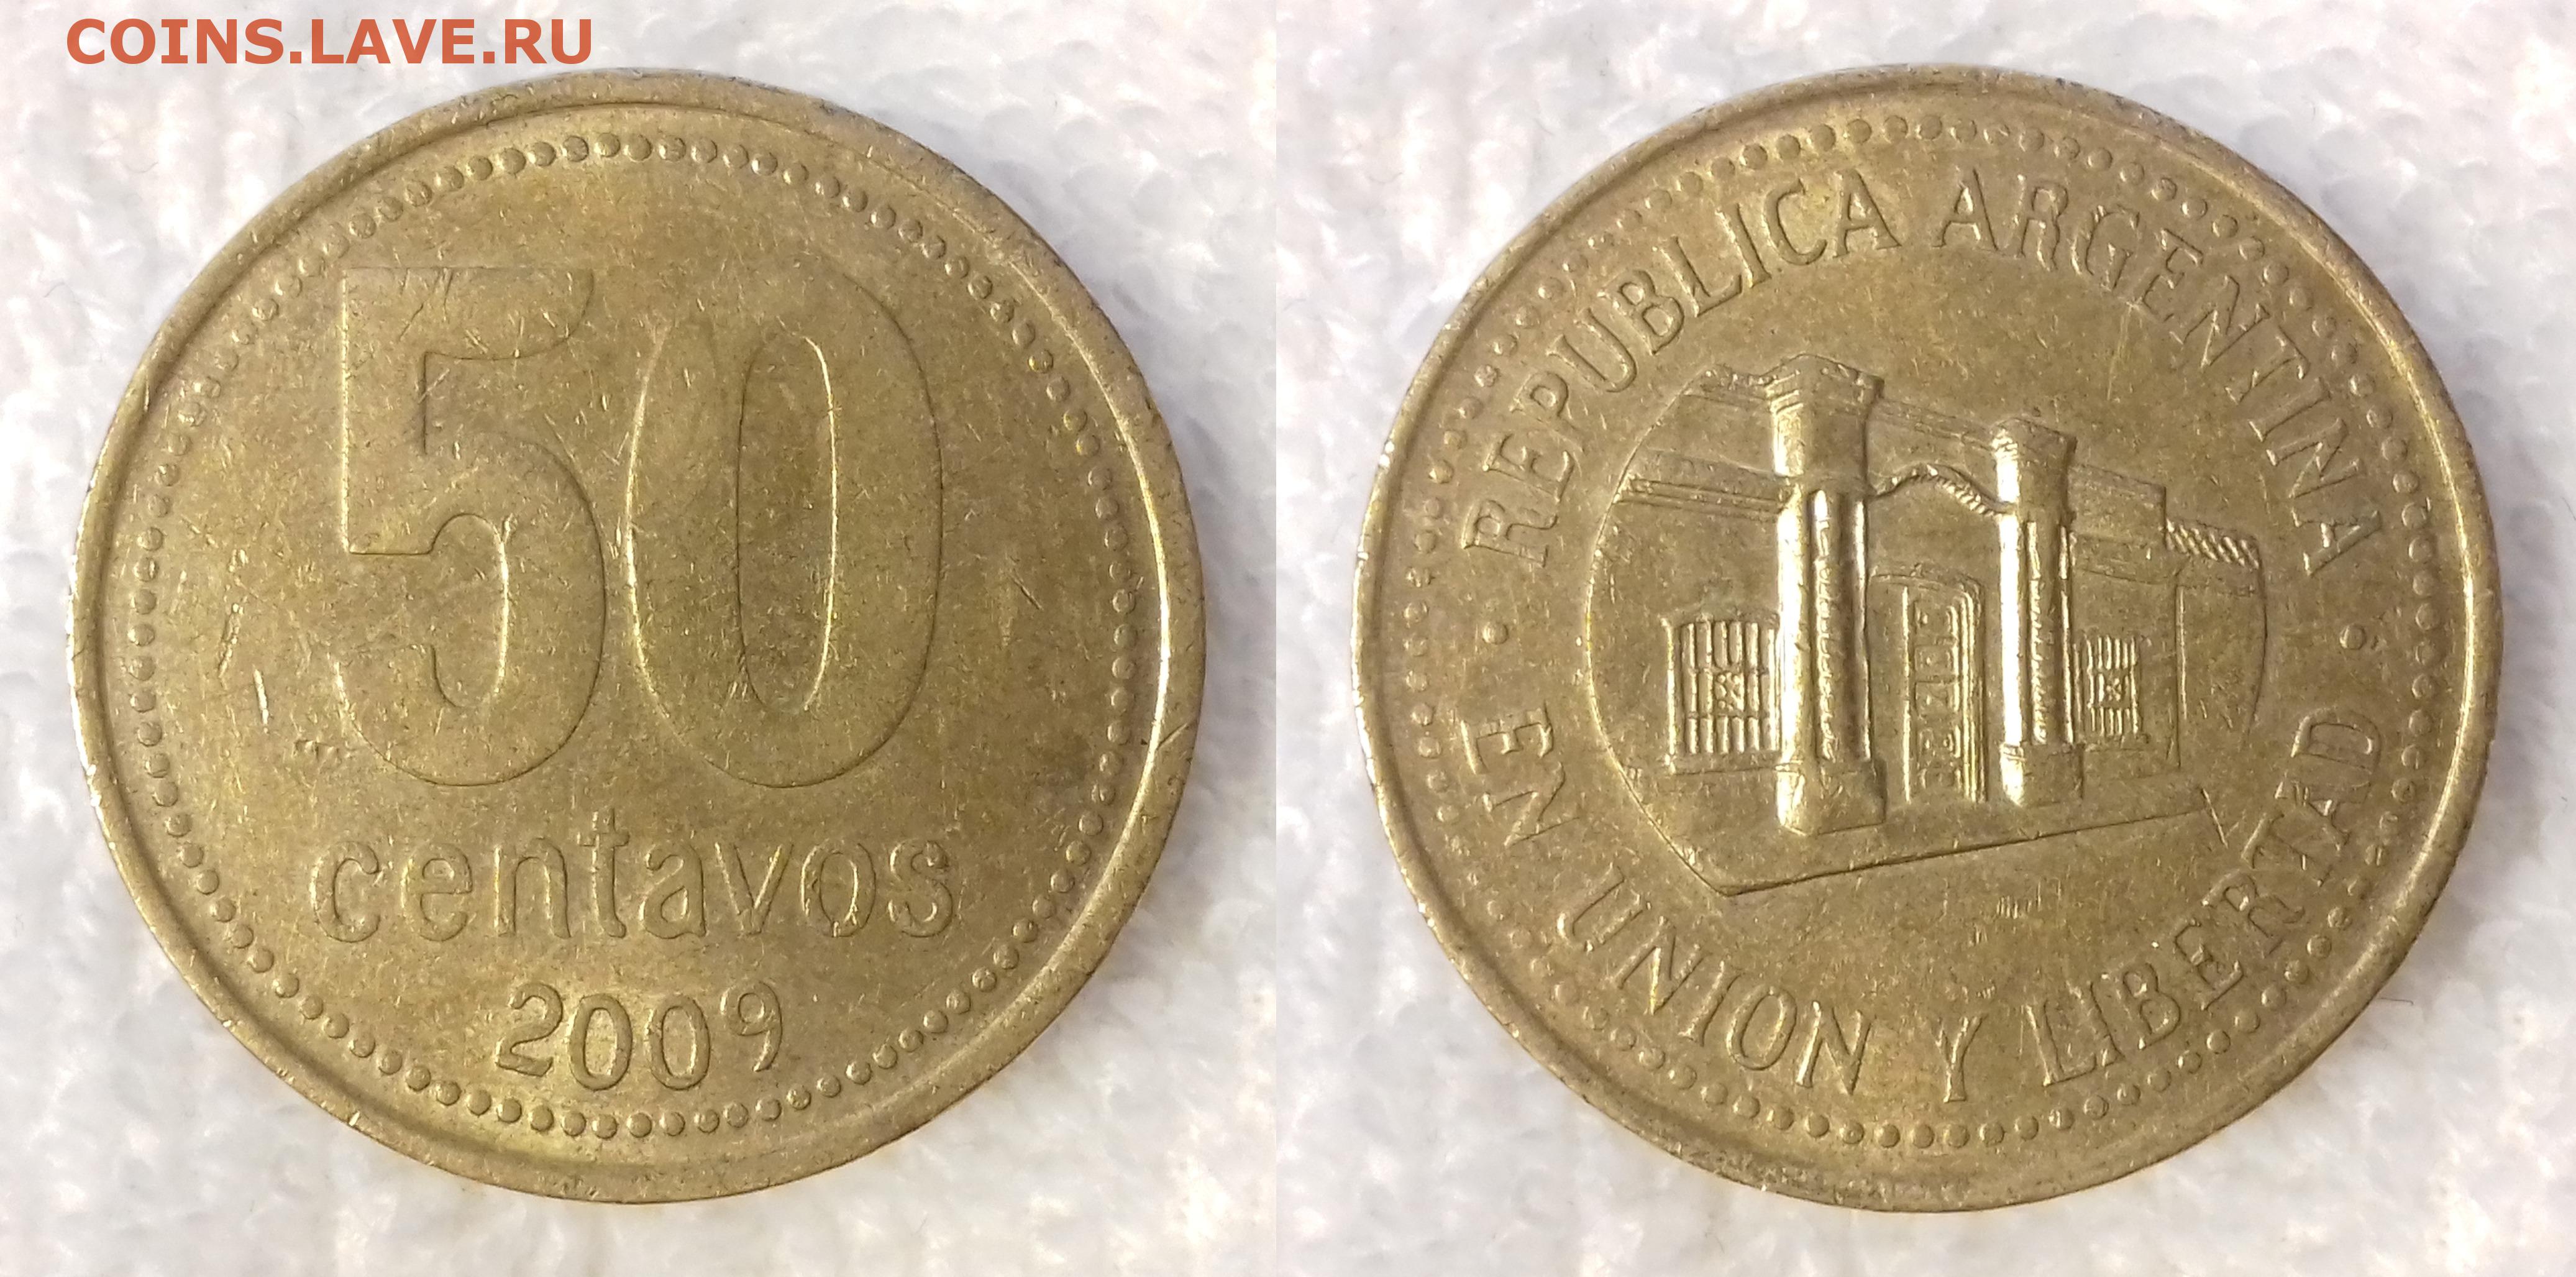 COINS.LAVE.RU
50
centavos
2009
REPUBLICA ARGENTINA
EN UNION Y LIBERTAD